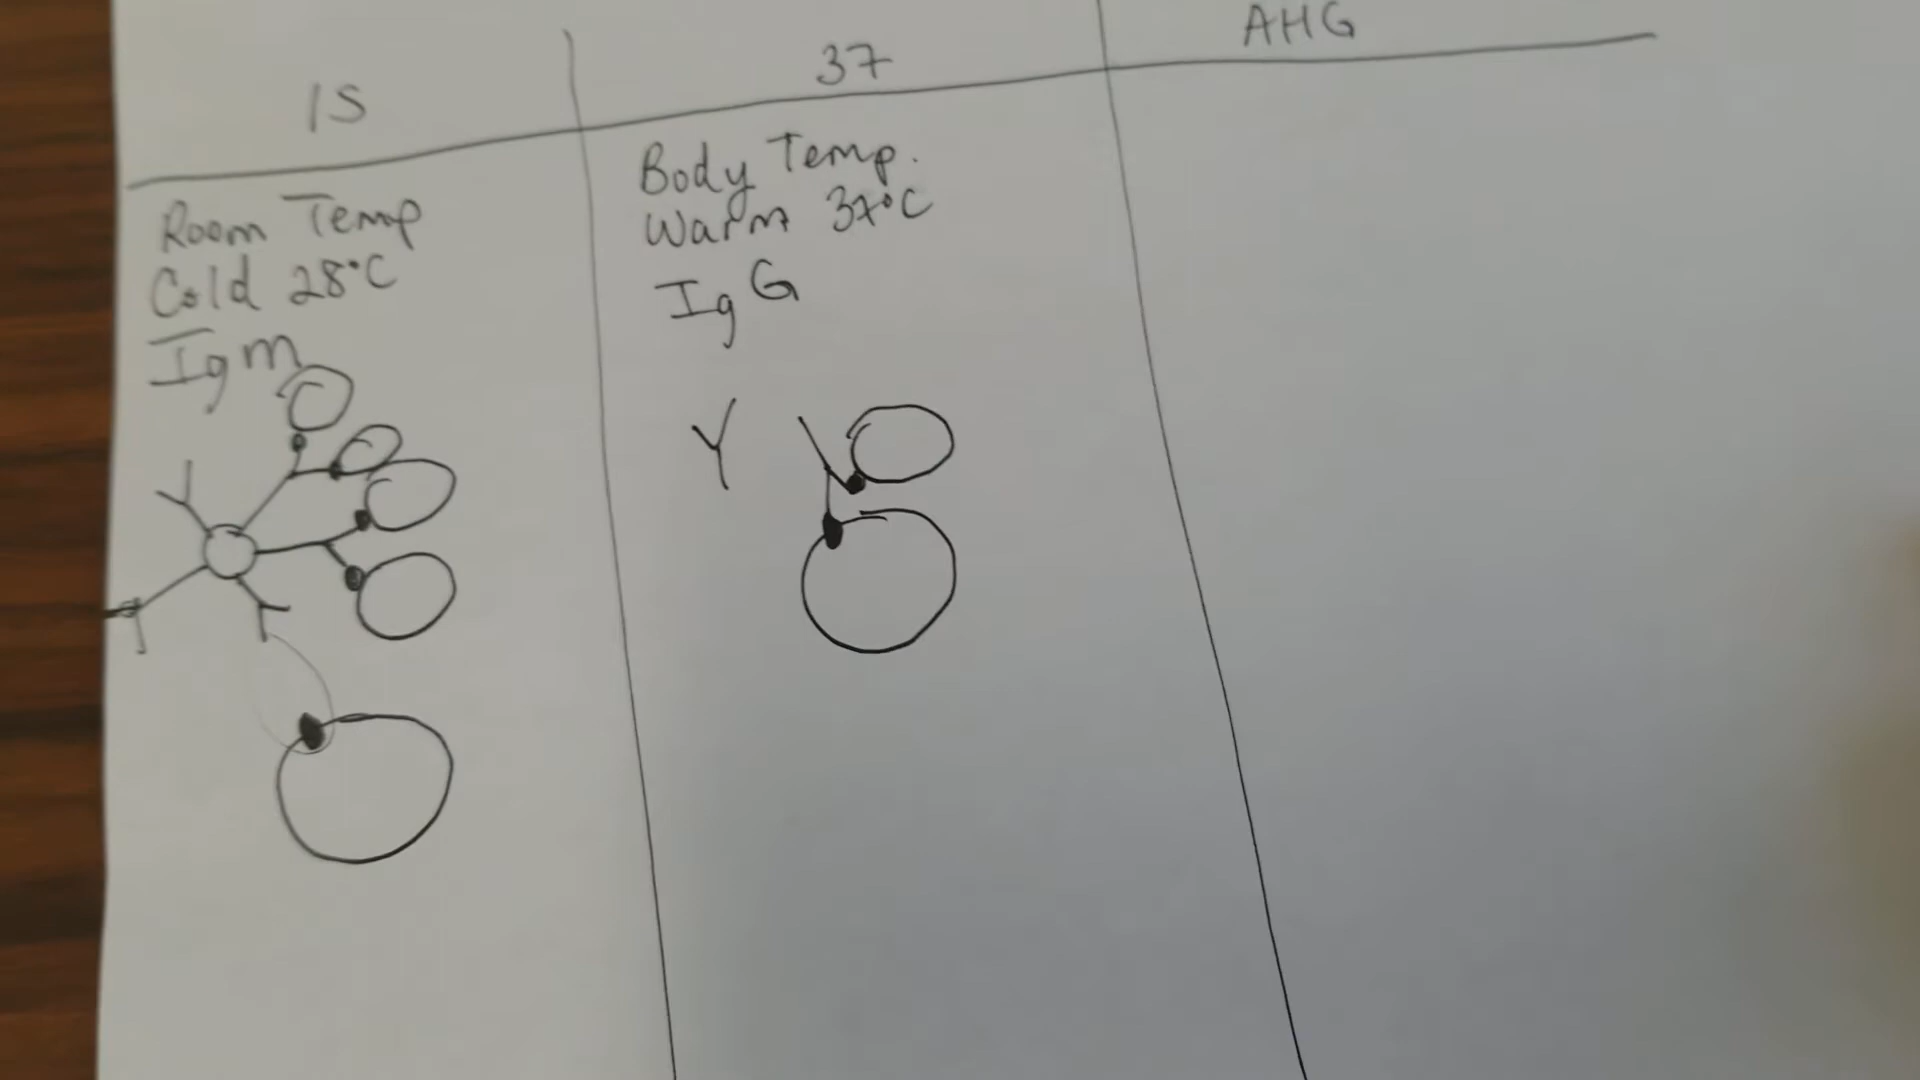 IS
37
AHG
Room Temp
Cold 28°C
IgM
Body Temp.
Warm 37°C
IgG